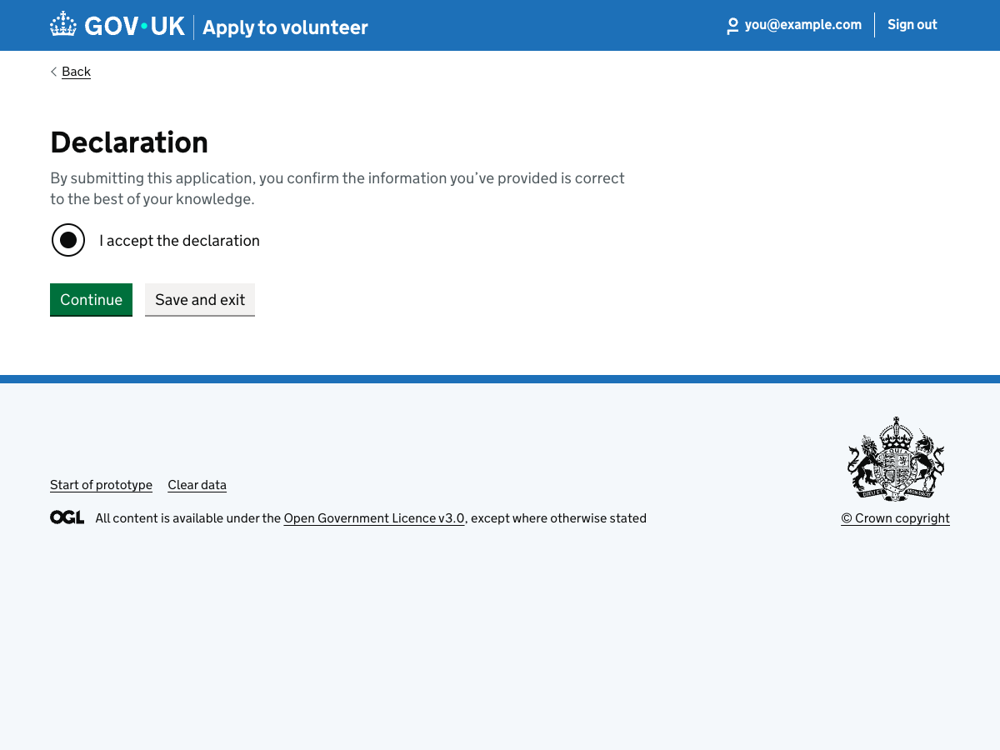 GOV·UK Apply to volunteer
you@example.com Sign out
Back
Declaration
By submitting this application, you confirm the information you’ve provided is correct
to the best of your knowledge.
I accept the declaration
Continue Save and exit
Start of prototype Clear data
OGL All content is available under the Open Government Licence v3.0, except where otherwise stated
© Crown copyright